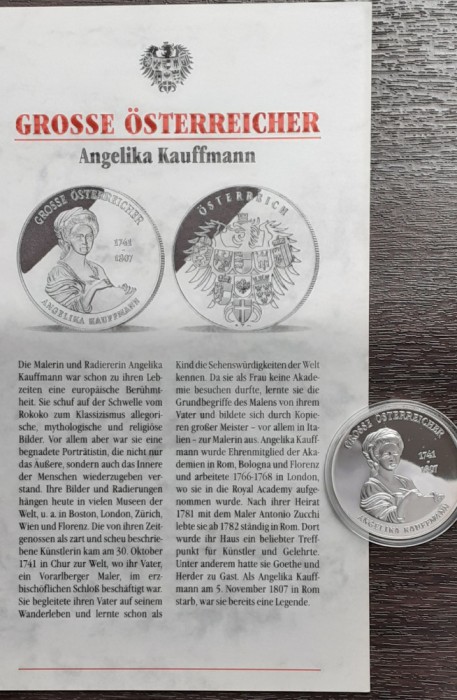 GROSSE ÖSTERREICHER
Angelika Kauffmann
GROSSE ÖSTERREICHER
1741
1807
ANGELIKA KAUFFMANN
ÖSTERREICH
Die Malerin und Radiererin Angelika
Kauffmann war schon zu ihren Leb-
zeiten eine europäische Berühmt-
heit. Sie schuf auf der Schwelle vom
Rokoko zum Klassizismus allegori-
sche, mythologische und religiöse
Bilder. Vor allem aber war sie eine
begnadete Porträtistin, die nicht nur
das Äußere, sondern auch das Innere
der Menschen wiederzugeben ver-
stand. Ihre Bilder und Radierungen
hängen heute in vielen Museen der
Welt, u. a. in Boston, London, Zürich,
Wien und Florenz. Die von ihren Zeit-
genossen als zart und scheu beschrie-
bene Künstlerin kam am 30. Oktober
1741 in Chur zur Welt, wo ihr Vater,
ein Vorarlberger Maler, im erz-
bischöflichen Schloß beschäftigt war.
Sie begleitete ihren Vater auf seinem
Wanderleben und lernte schon als
Kind die Sehenswürdigkeiten der Welt
kennen. Da sie als Frau keine Akade-
mie besuchen durfte, lernte sie die
Grundbegriffe des Malens von ihrem
Vater und bildete sich durch Kopie-
ren großer Meister – vor allem in Ita-
lien – zur Malerin aus. Angelika Kauff-
mann wurde Ehrenmitglied der Aka-
demien in Rom, Bologna und Florenz
und arbeitete 1766-1768 in London,
wo sie in die Royal Academy aufge-
nommen wurde. Nach ihrer Heirat
1781 mit dem Maler Antonio Zucchi
lebte sie ab 1782 ständig in Rom. Dort
wurde ihr Haus ein beliebter Treff-
punkt für Künstler und Gelehrte.
Unter anderem hatte sie Goethe und
Herder zu Gast. Als Angelika Kauff-
mann am 5. November 1807 in Rom
starb, war sie bereits eine Legende.
GROSSE ÖSTERREICHER
1741
1807
ANGELIKA KAUFFMANN